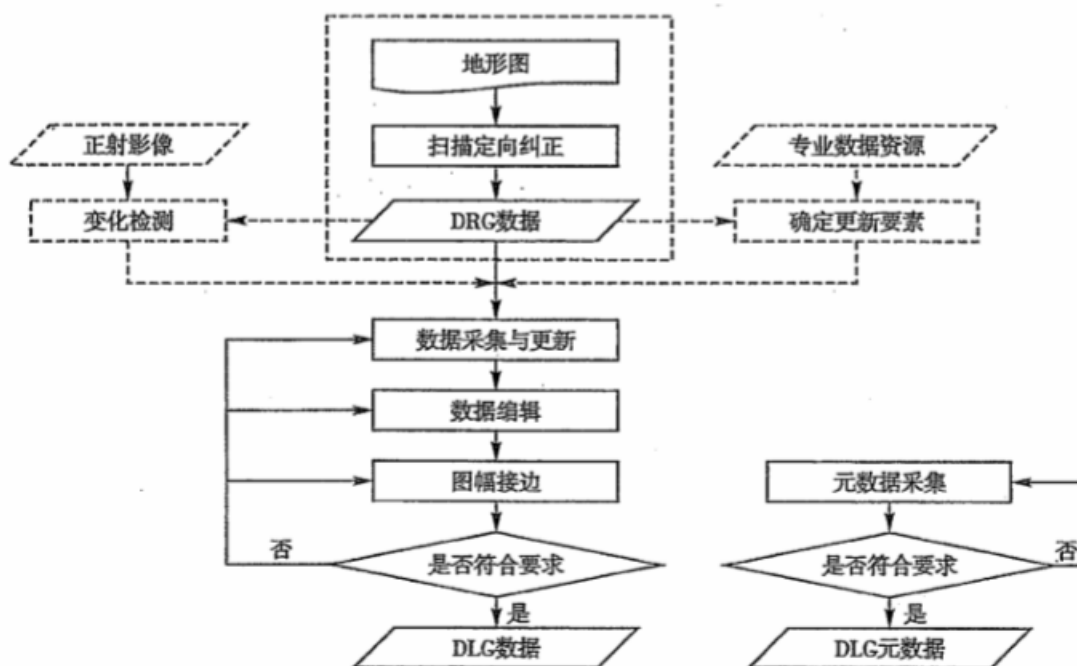 地形图
正射影像
扫描定向纠正
专业数据资源
变化检测
DRG数据
确定更新要素
数据采集与更新
数据编辑
图幅接边
元数据采集
否
是否符合要求
是否符合要求
否
是
是
DLG数据
DLG元数据